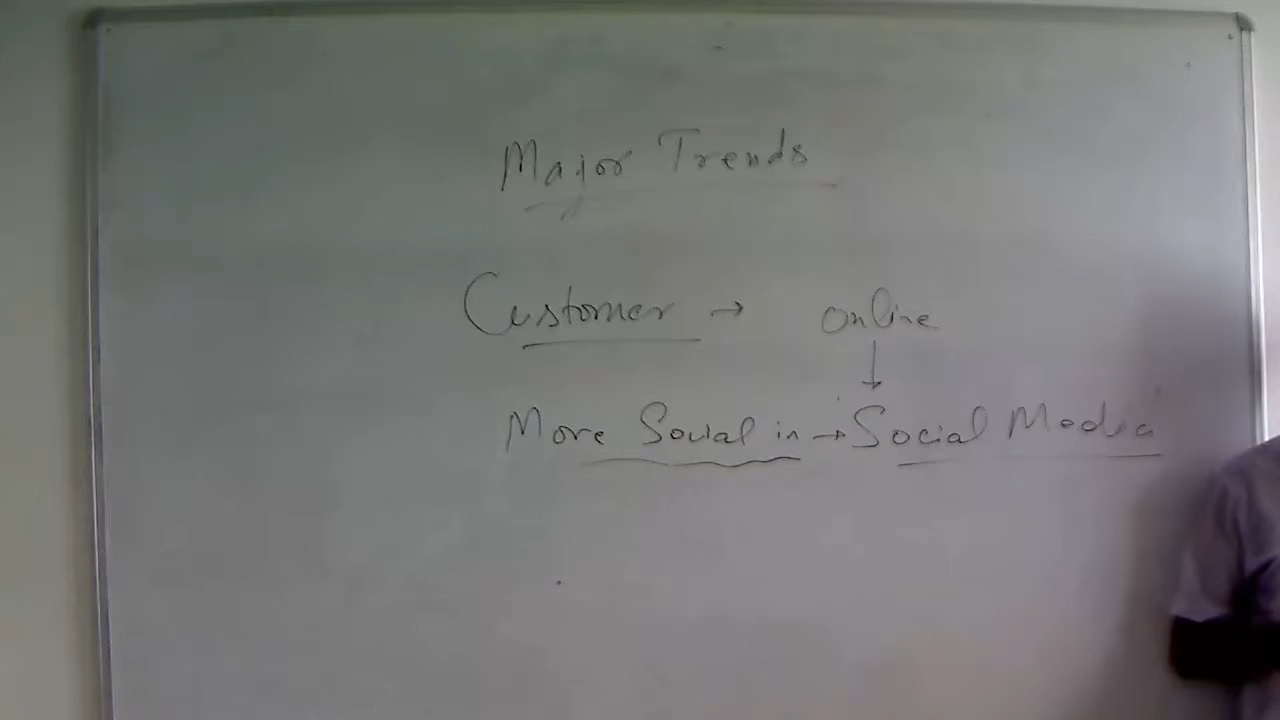 Major Trends
Customer → online
↓
More Social in → Social Media